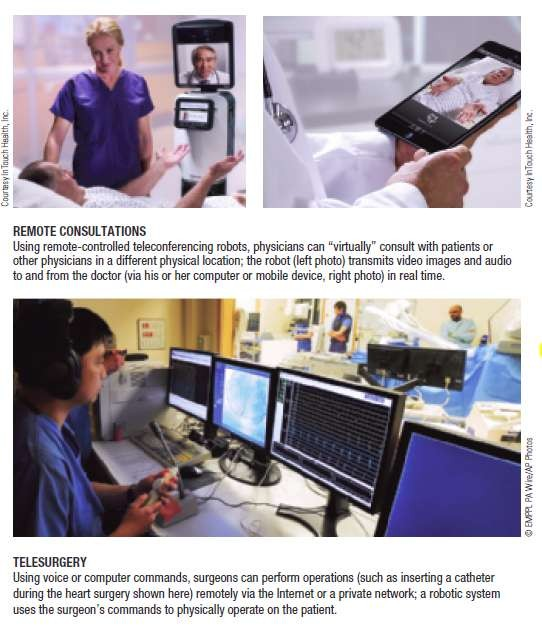 Courtesy InTouch Health, Inc.
Courtesy InTouch Health, Inc.
REMOTE CONSULTATIONS
Using remote-controlled teleconferencing robots, physicians can “virtually” consult with patients or
other physicians in a different physical location; the robot (left photo) transmits video images and audio
to and from the doctor (via his or her computer or mobile device, right photo) in real time.
© EMPPL PA Wire/AP Photos
TELESURGERY
Using voice or computer commands, surgeons can perform operations (such as inserting a catheter
during the heart surgery shown here) remotely via the Internet or a private network; a robotic system
uses the surgeon’s commands to physically operate on the patient.